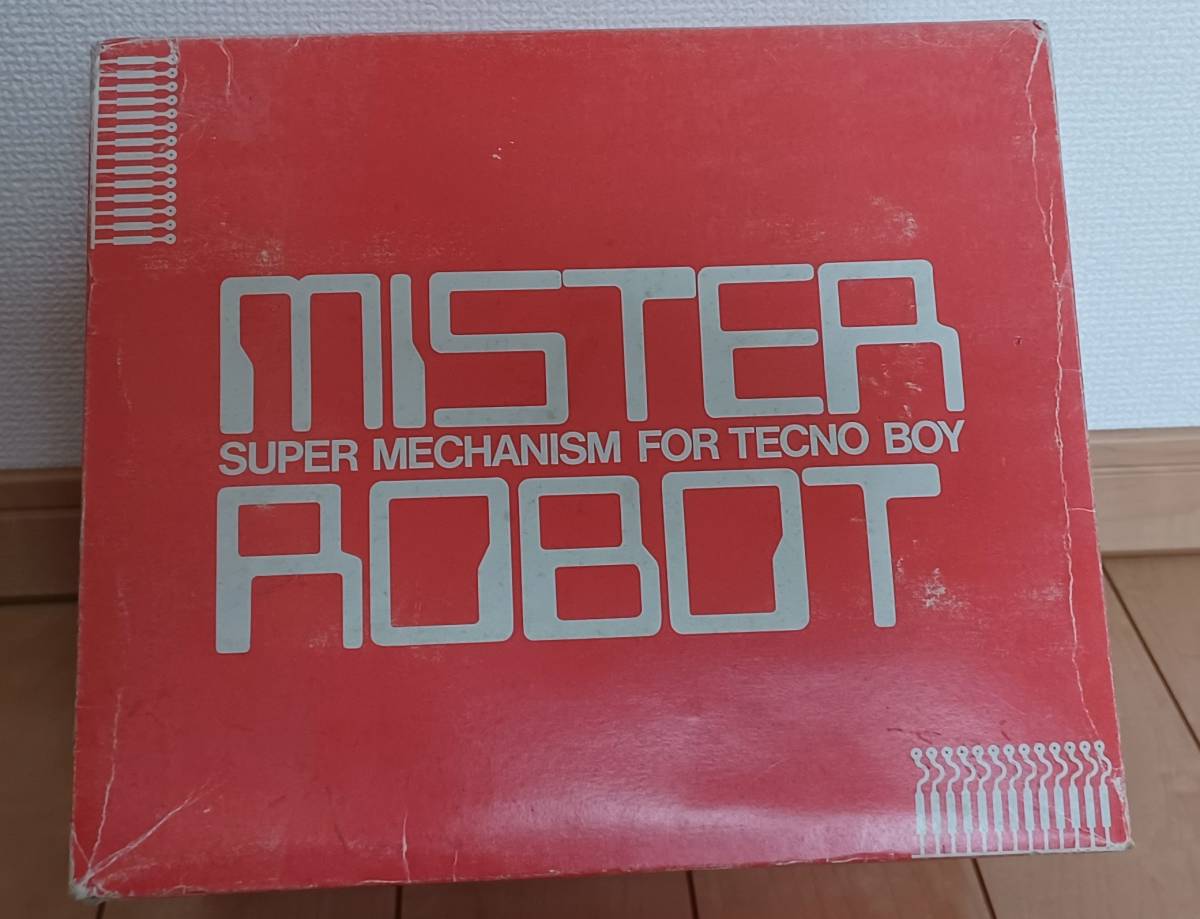 MISTER
SUPER MECHANISM FOR TECNO BOY
ROBOT